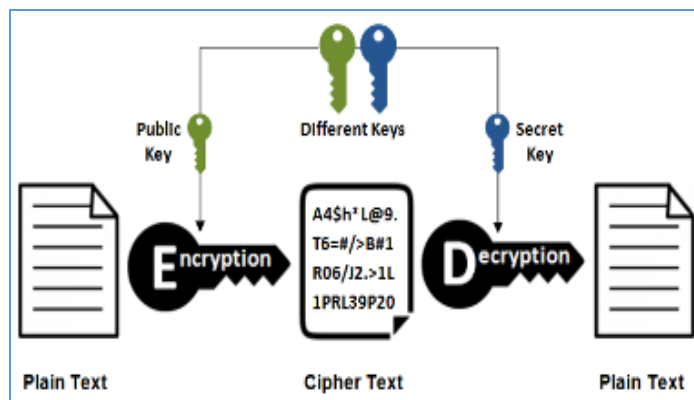 Public
Key
Different Keys
Secret
Key
Encryption
A4$h*L@9.
T6=#/>B#1
R06/J2.>1L
1PRL39P20
Decryption
Plain Text
Cipher Text
Plain Text